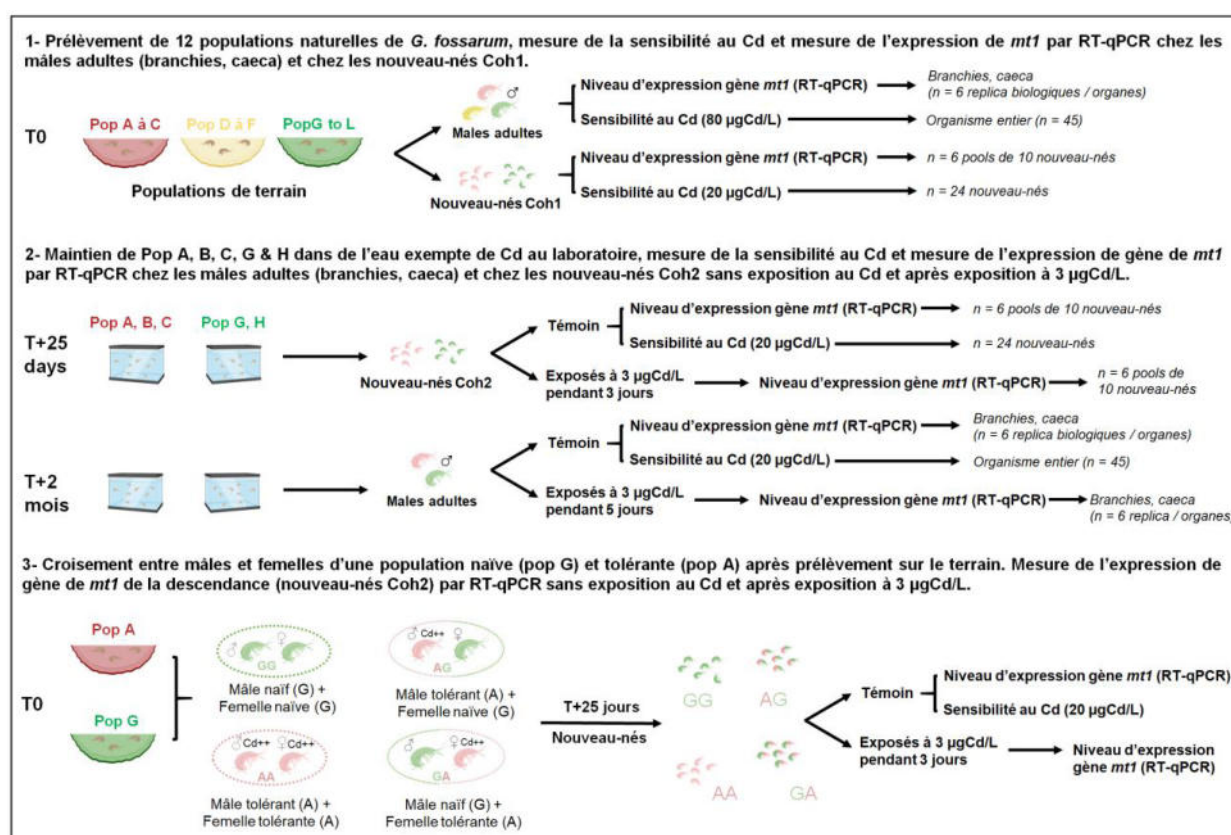 1- Prélèvement de 12 populations naturelles de G. fossarum, mesure de la sensibilité au Cd et mesure de l'expression de mt1 par RT-qPCR chez les
mâles adultes (branchies, caeca) et chez les nouveau-nés Coh1.
T0
Pop A à C
Pop D à F
PopG to L
Populations de terrain
♂
Males adultes
Nouveau-nés Coh1
Niveau d'expression gène mt1 (RT-qPCR)
Branchies, caeca
(n = 6 replica biologiques / organes)
Sensibilité au Cd (80 µgCd/L)
Organisme entier (n = 45)
Niveau d'expression gène mt1 (RT-qPCR)
n = 6 pools de 10 nouveau-nés
Sensibilité au Cd (20 µgCd/L)
n = 24 nouveau-nés
2- Maintien de Pop A, B, C, G & H dans de l'eau exempte de Cd au laboratoire, mesure de la sensibilité au Cd et mesure de l'expression de gène de mt1
par RT-qPCR chez les mâles adultes (branchies, caeca) et chez les nouveau-nés Coh2 sans exposition au Cd et après exposition à 3 µgCd/L.
T+25
days
Pop A, B, C
Pop G, H
Nouveau-nés Coh2
Témoin
Niveau d'expression gène mt1 (RT-qPCR)
n = 6 pools de 10 nouveau-nés
Sensibilité au Cd (20 µgCd/L)
n = 24 nouveau-nés
Exposés à 3 µgCd/L
pendant 3 jours
Niveau d'expression gène mt1 (RT-qPCR)
n = 6 pools de
10 nouveau-nés
T+2
mois
♂
Males adultes
Témoin
Niveau d'expression gène mt1 (RT-qPCR)
Branchies, caeca
(n = 6 replica biologiques / organes)
Sensibilité au Cd (20 µgCd/L)
Organisme entier (n = 45)
Exposés à 3 µgCd/L
pendant 5 jours
Niveau d'expression gène mt1 (RT-qPCR)
Branchies, caeca
(n = 6 replica / organes)
3- Croisement entre mâles et femelles d'une population naïve (pop G) et tolérante (pop A) après prélèvement sur le terrain. Mesure de l'expression de
gène de mt1 de la descendance (nouveau-nés Coh2) par RT-qPCR sans exposition au Cd et après exposition à 3 µgCd/L.
T0
Pop A
Pop G
♂ ♀
GG
Mâle naïf (G) +
Femelle naïve (G)
♂ Cd++ ♀
AG
Mâle tolérant (A) +
Femelle naïve (G)
♂Cd++ ♀Cd++
AA
Mâle tolérant (A) +
Femelle tolérante (A)
♂ ♀ Cd++
GA
Mâle naïf (G) +
Femelle tolérante (A)
T+25 jours
Nouveau-nés
GG
AG
AA
GA
Témoin
Niveau d'expression gène mt1 (RT-qPCR)
Sensibilité au Cd (20 µgCd/L)
Exposés à 3 µgCd/L
pendant 3 jours
Niveau d'expression
gène mt1 (RT-qPCR)